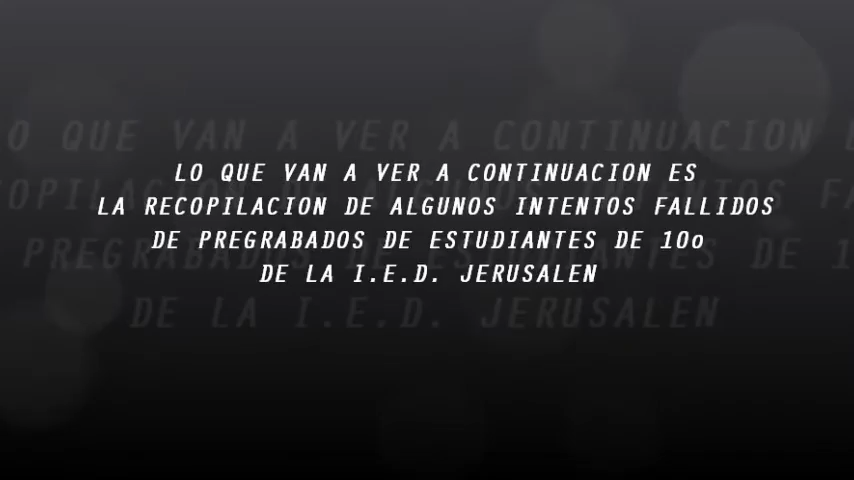 LO QUE VAN A VER A CONTINUACION ES
LA RECOPILACION DE ALGUNOS INTENTOS FALLIDOS
DE PREGRABADOS DE ESTUDIANTES DE 10o
DE LA I.E.D. JERUSALEN